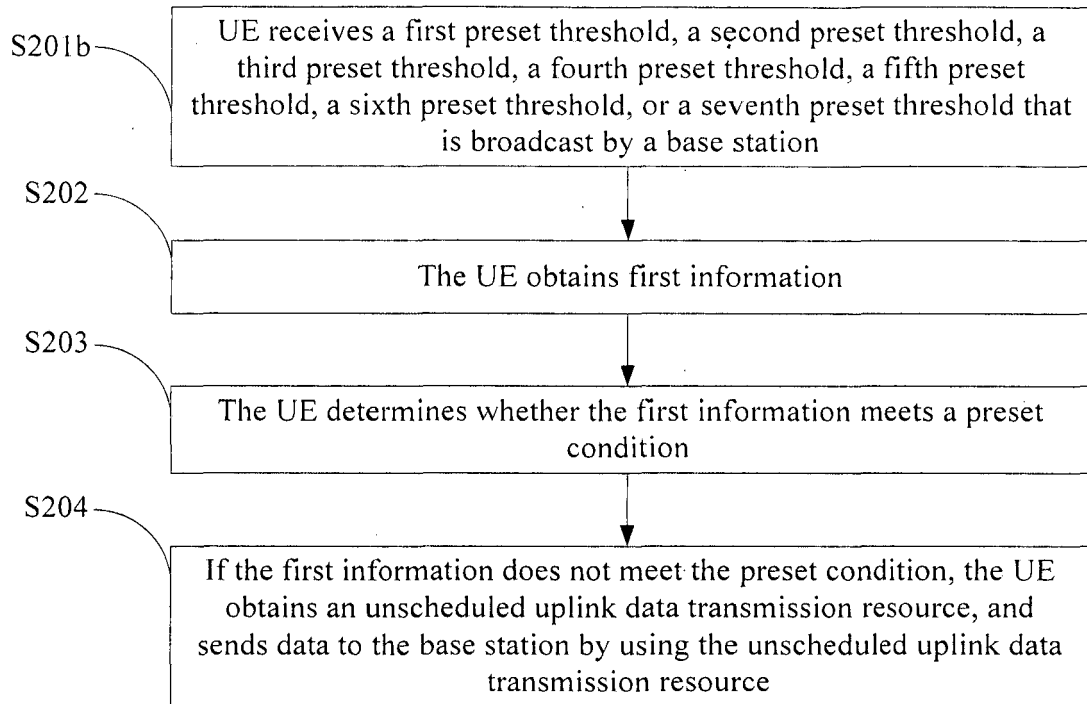 S201b
UE receives a first preset threshold, a second preset threshold, a
third preset threshold, a fourth preset threshold, a fifth preset
threshold, a sixth preset threshold, or a seventh preset threshold that
is broadcast by a base station
S202
The UE obtains first information
S203
The UE determines whether the first information meets a preset
condition
S204
If the first information does not meet the preset condition, the UE
obtains an unscheduled uplink data transmission resource, and
sends data to the base station by using the unscheduled uplink data
transmission resource